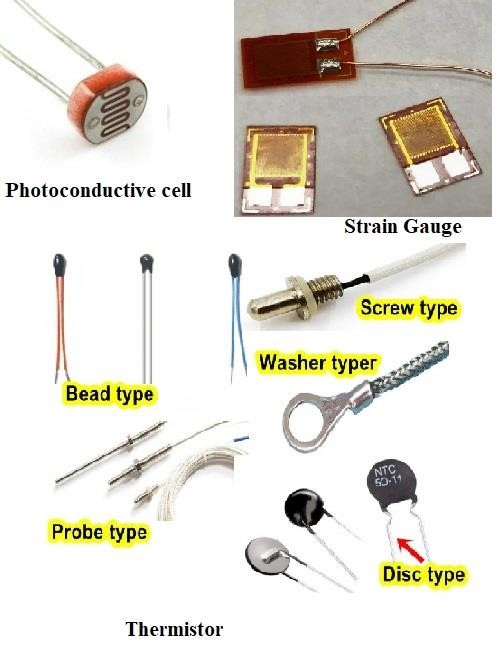 Photoconductive cell
Strain Gauge
Screw type
Washer typer
Bead type
Probe type
NTC
5D-11
Disc type
Thermistor